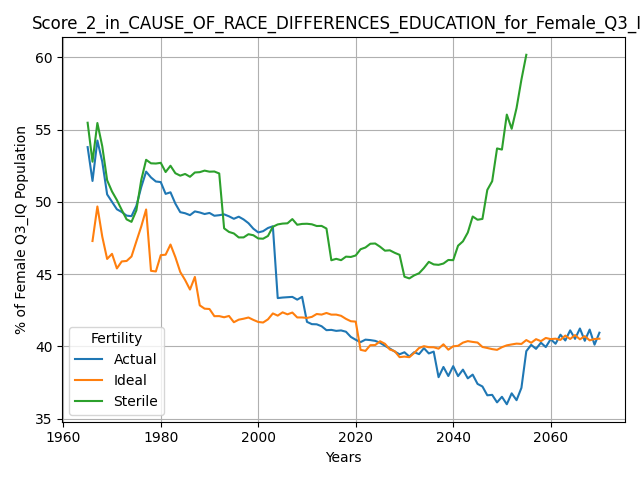 Score_2_in_CAUSE_OF_RACE_DIFFERENCES_EDUCATION_for_Female_Q3_I
% of Female Q3_IQ Population
60
55
50
45
40
35
Fertility
Actual
Ideal
Sterile
1960
1980
2000
2020
2040
2060
Years